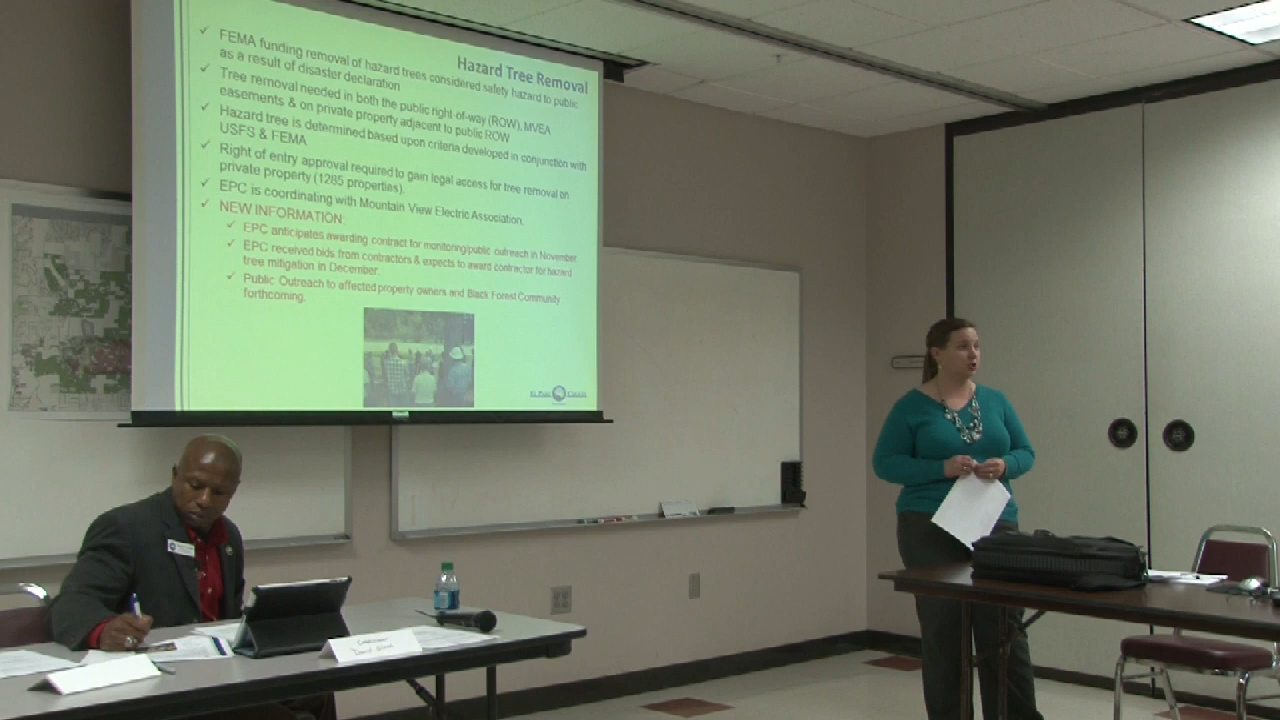 Hazard Tree Removal
✓ FEMA funding removal of hazard trees considered safety hazard to public
as a result of disaster declaration
✓ Tree removal needed in both the public right-of-way (ROW), MVEA
easements & on private property adjacent to public ROW
✓ Hazard tree is determined based upon criteria developed in conjunction with
USFS & FEMA
✓ Right of entry approval required to gain legal access for tree removal on
private property (1285 properties).
✓ EPC is coordinating with Mountain View Electric Association.
✓ NEW INFORMATION:
✓ EPC anticipates awarding contract for monitoring/public outreach in November
✓ EPC received bids from contractors & expects to award contractor for hazard
tree mitigation in December.
✓ Public Outreach to affected property owners and Black Forest Community
forthcoming.